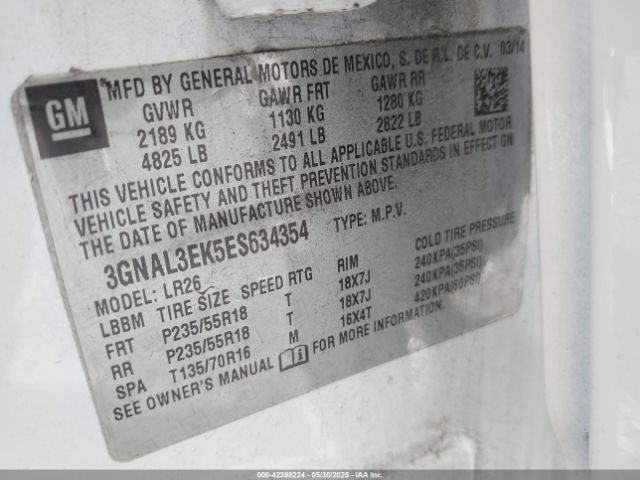 *MFD BY GENERAL MOTORS DE MEXICO, S. DE R.L. DE C.V. 03/14
GM
GVWR GAWR FRT GAWR RR
2189 KG 1130 KG 1280 KG
4825 LB 2491 LB 2822 LB
THIS VEHICLE CONFORMS TO ALL APPLICABLE U.S. FEDERAL MOTOR
VEHICLE SAFETY AND THEFT PREVENTION STANDARDS IN EFFECT ON
THE DATE OF MANUFACTURE SHOWN ABOVE.
3GNAL3EK5ES634354 TYPE: M.P.V.
MODEL: LR26
LBBM TIRE SIZE SPEED RTG RIM COLD TIRE PRESSURE
FRT P235/55R18 T 18X7J 240KPA(35PSI)
RR P235/55R18 T 18X7J 240KPA(35PSI)
SPA T135/70R16 M 16X4T 420KPA(60PSI)
SEE OWNER'S MANUAL FOR MORE INFORMATION.
000-42398224 - 05/30/2025 - IAAI.com